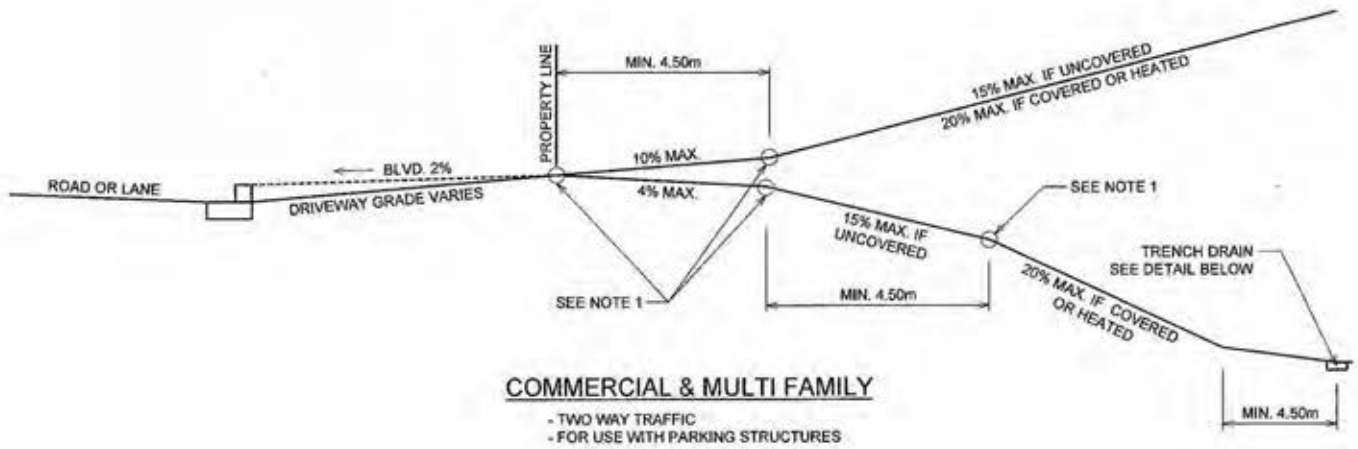 PROPERTY LINE
MIN. 4.50m
15% MAX. IF UNCOVERED
20% MAX. IF COVERED OR HEATED
BLVD. 2%
10% MAX.
ROAD OR LANE
DRIVEWAY GRADE VARIES
4% MAX.
SEE NOTE 1
15% MAX. IF
UNCOVERED
TRENCH DRAIN
SEE DETAIL BELOW
SEE NOTE 1
MIN. 4.50m
20% MAX. IF COVERED
OR HEATED
COMMERCIAL & MULTI FAMILY
- TWO WAY TRAFFIC
- FOR USE WITH PARKING STRUCTURES
MIN. 4.50m